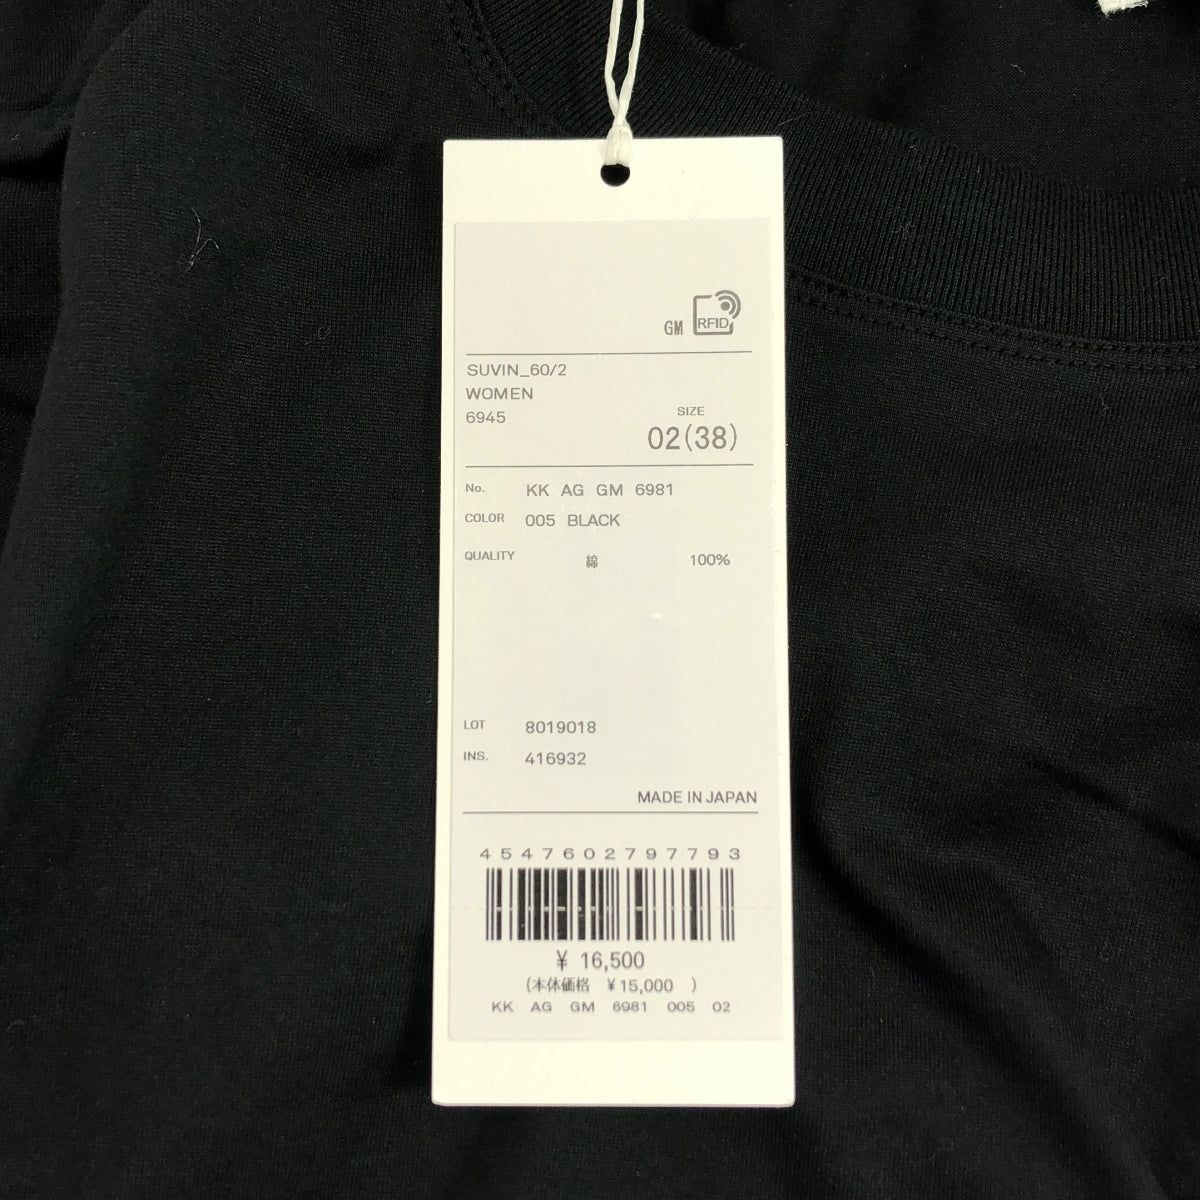 GM RFID
SUVIN_60/2
WOMEN
6945
SIZE
02(38)
No. KK AG GM 6981
COLOR 005 BLACK
QUALITY 綿 100%
LOT 8019018
INS. 416932
MADE IN JAPAN
4547602797793
¥ 16,500
(本体価格 ¥15,000 )
KK AG GM 6981 005 02